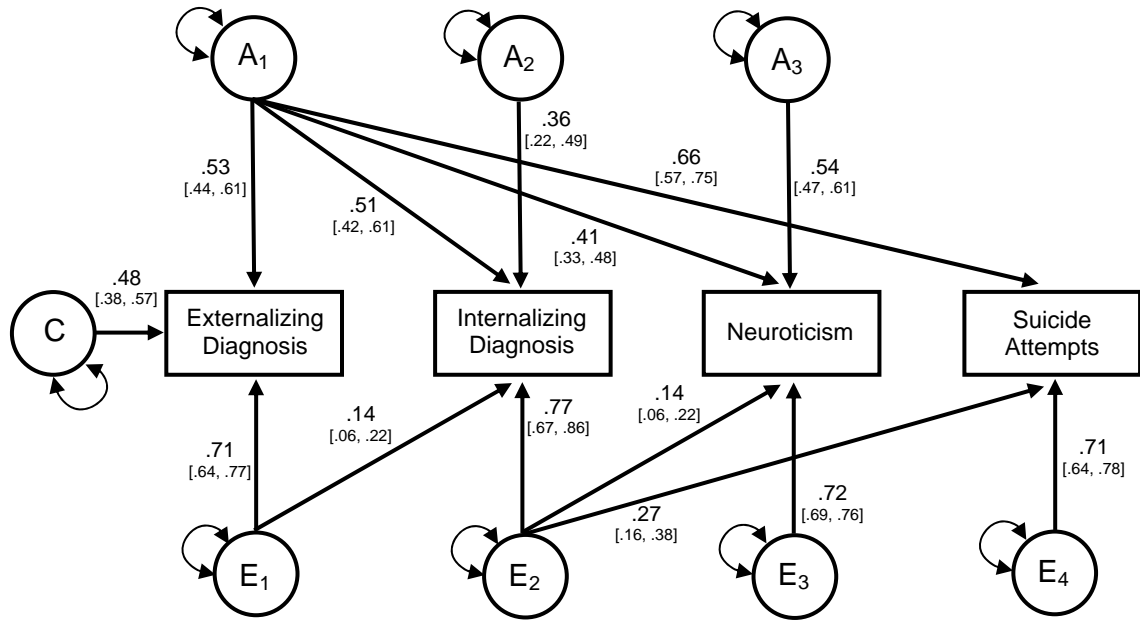 A1
A2
A3
.53
[.44, .61]
.51
[.42, .61]
.36
[.22, .49]
.41
[.33, .48]
.66
[.57, .75]
.54
[.47, .61]
C
.48
[.38, .57]
Externalizing
Diagnosis
Internalizing
Diagnosis
Neuroticism
Suicide
Attempts
.71
[.64, .77]
.14
[.06, .22]
.77
[.67, .86]
.14
[.06, .22]
.27
[.16, .38]
.72
[.69, .76]
.71
[.64, .78]
E1
E2
E3
E4